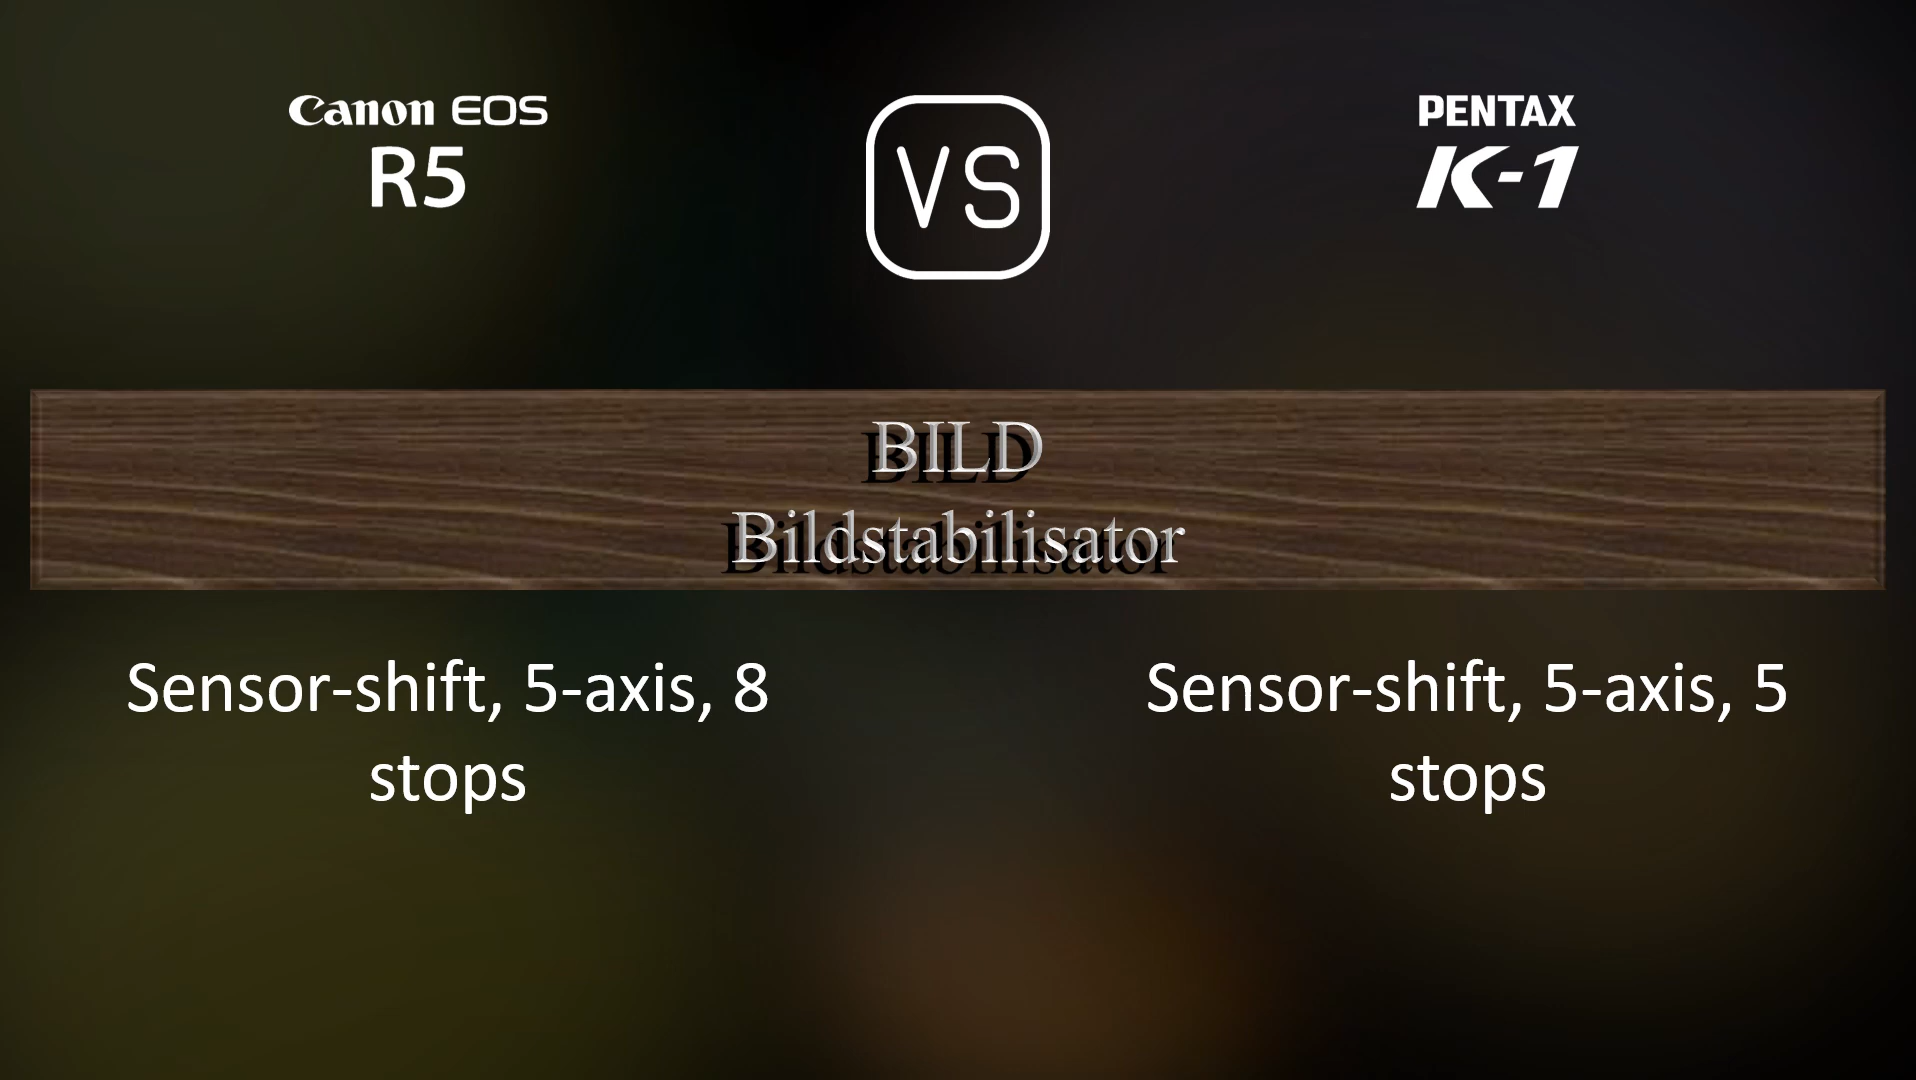 Canon EOS
R5
VS
PENTAX
K-1
BILD
Bildstabilisator
Sensor-shift, 5-axis, 8
stops
Sensor-shift, 5-axis, 5
stops